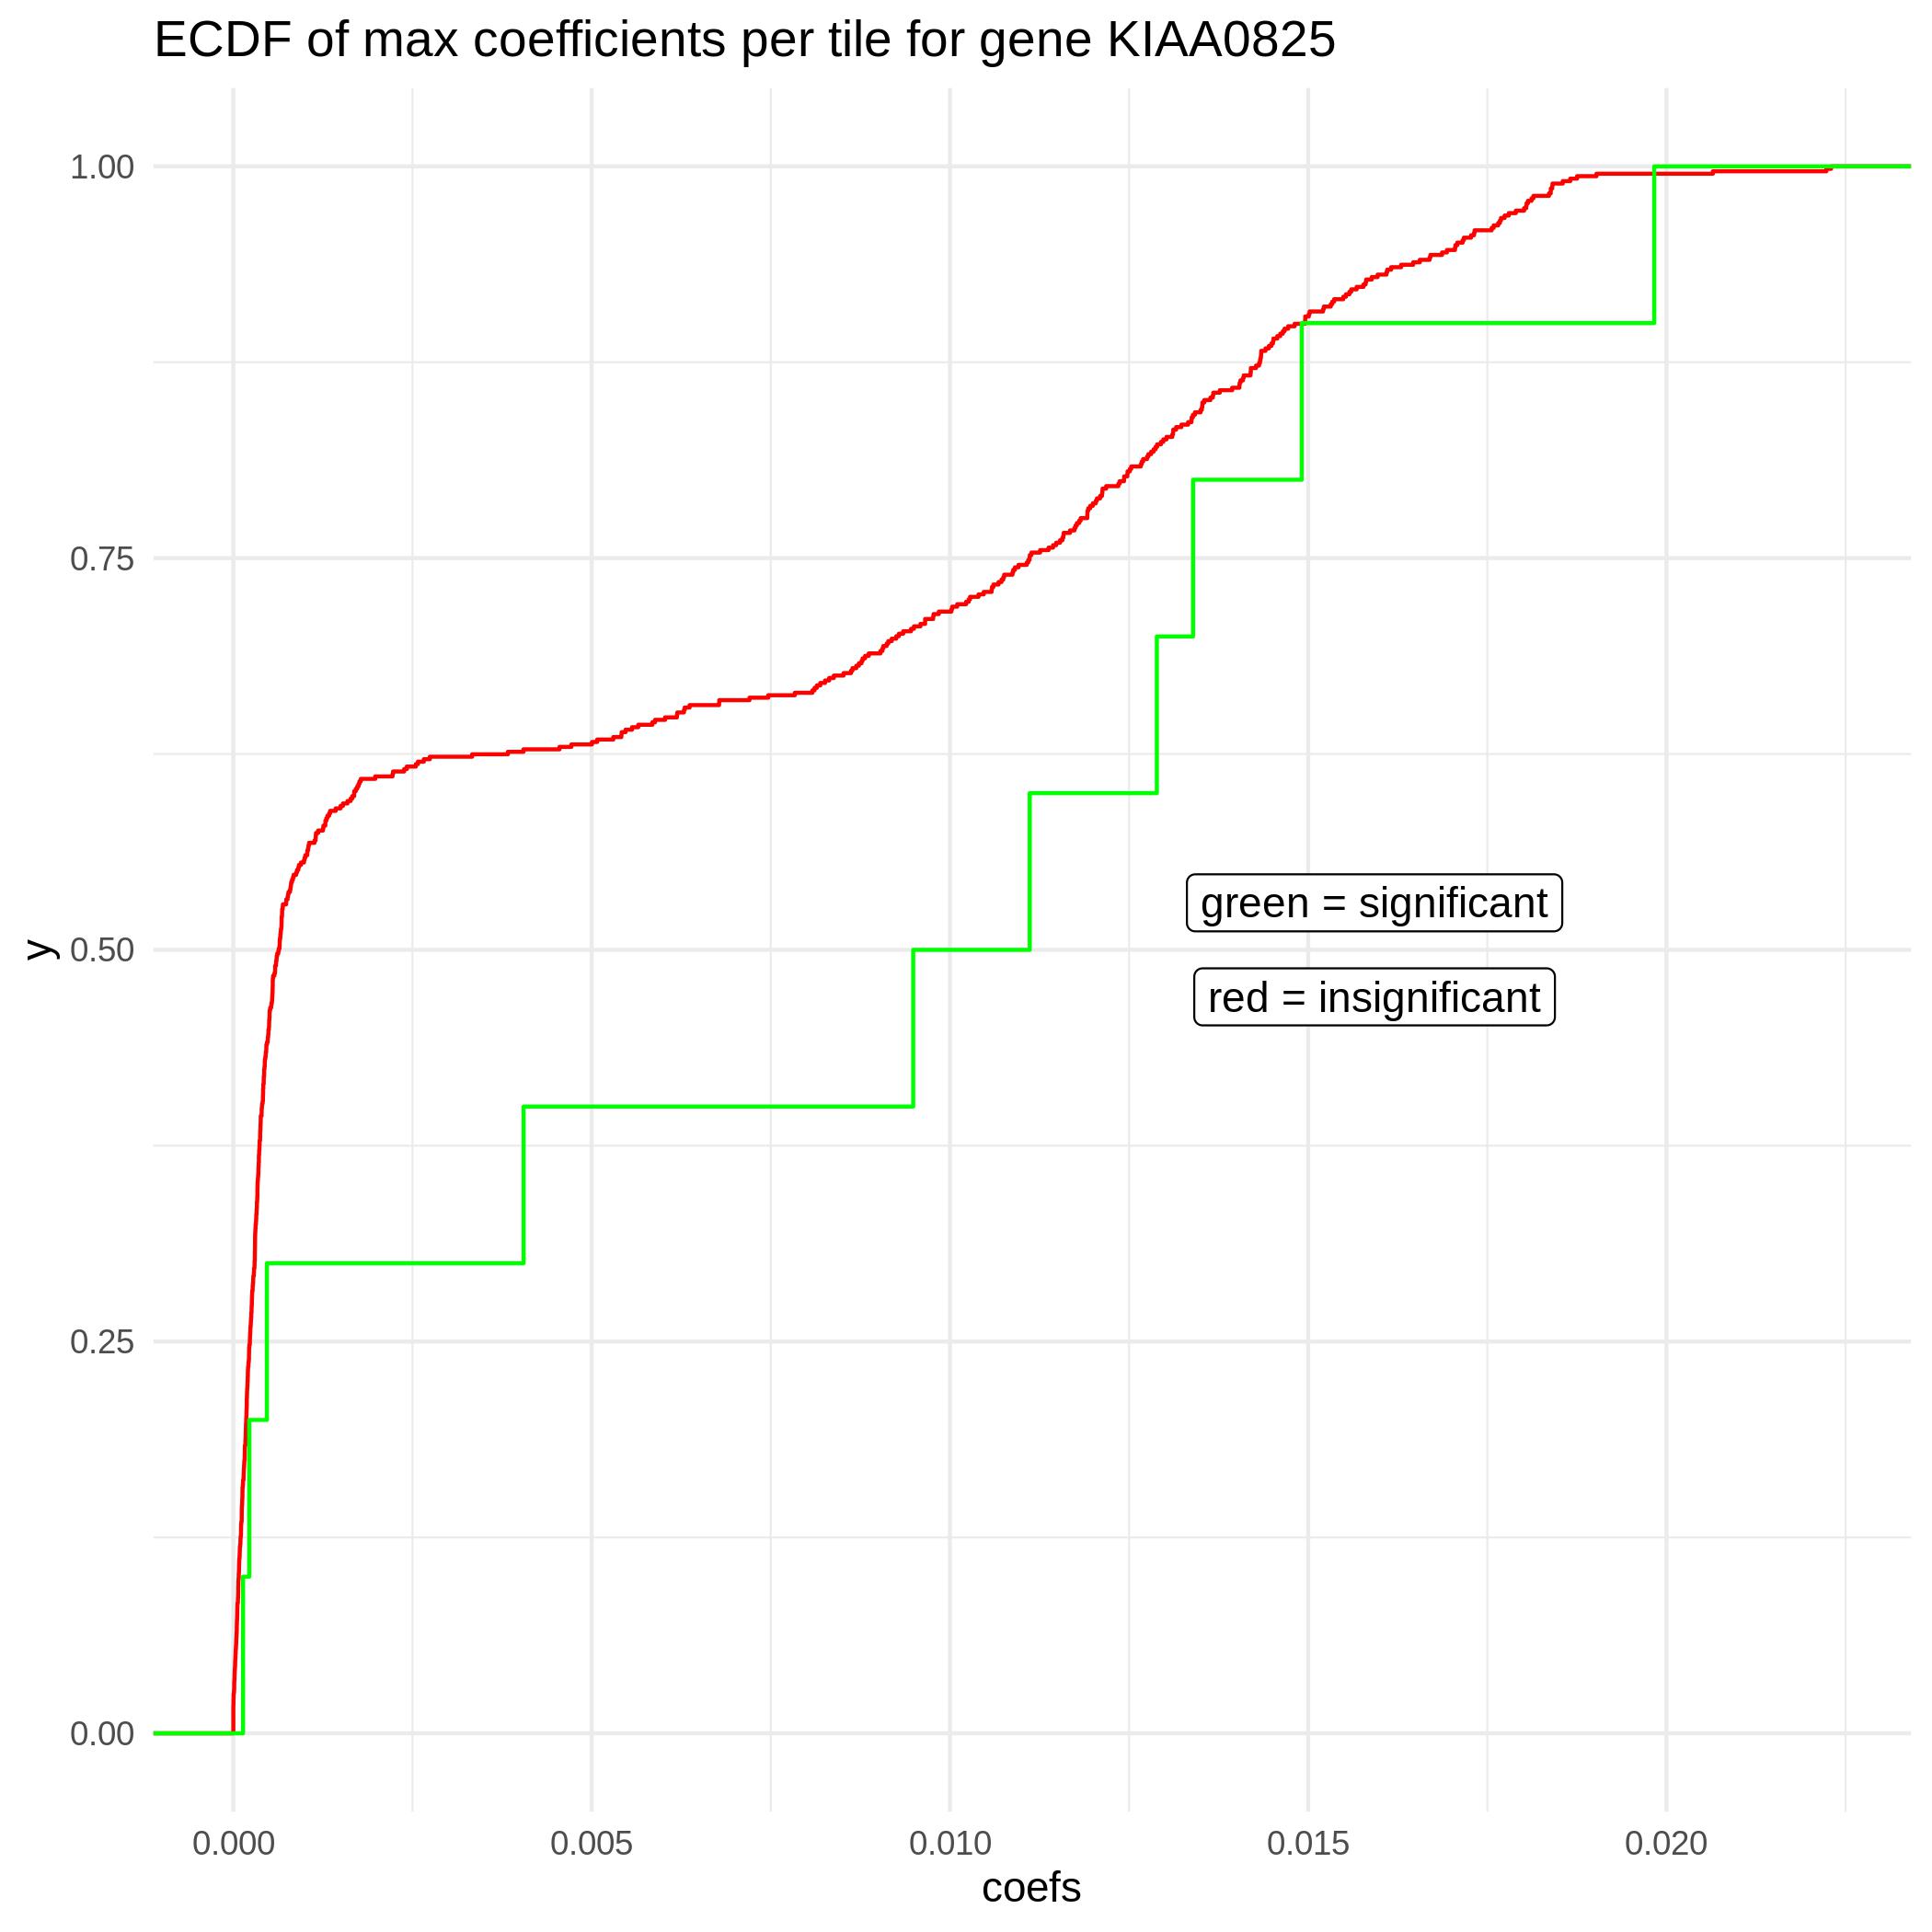 ECDF of max coefficients per tile for gene KIAA0825
1.00
0.75
0.50
0.25
0.00
y
green = significant
red = insignificant
0.000 0.005 0.010 0.015 0.020
coefs